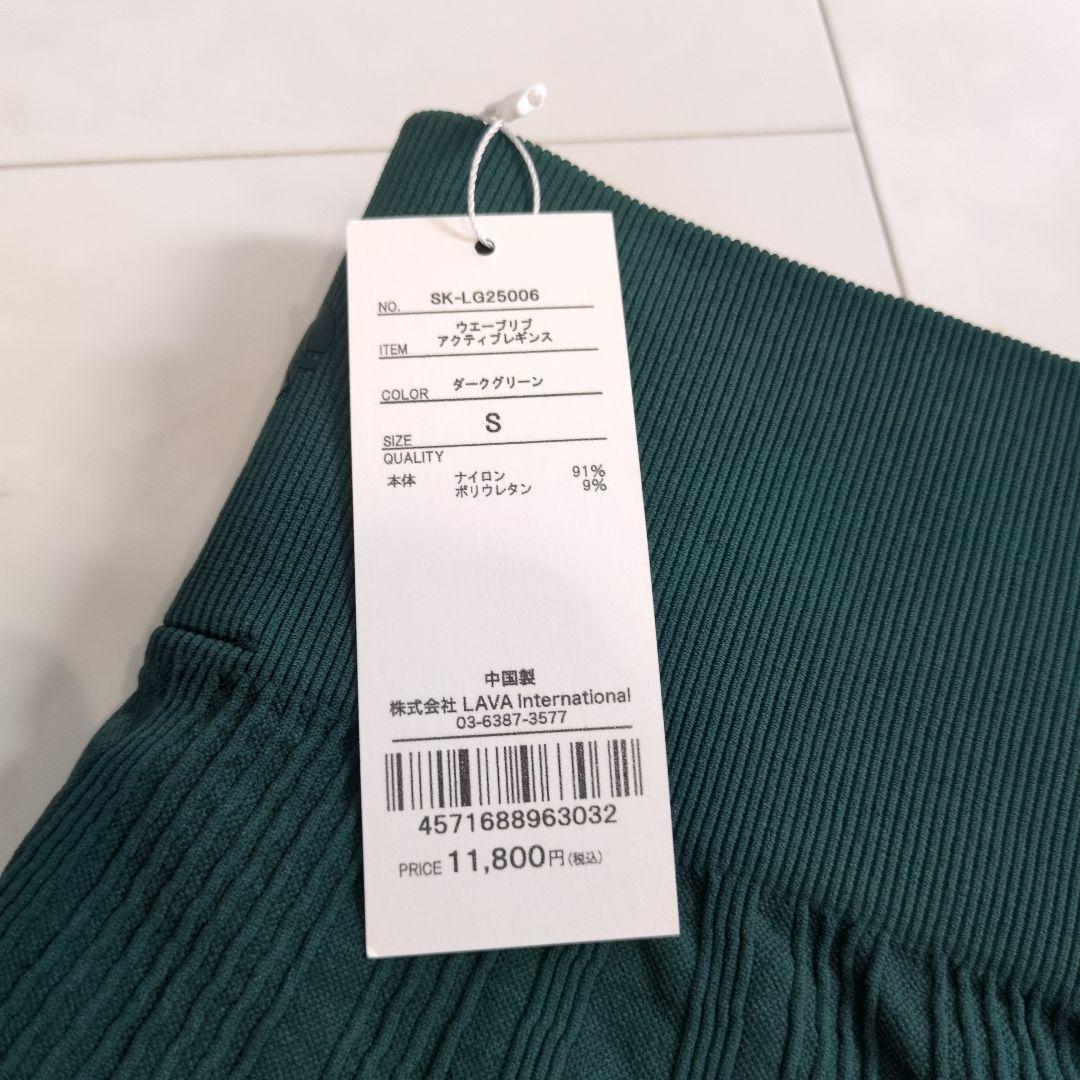 NO. SK-LG25006
ウエーブリブ
ITEM アクティブレギンス
COLOR ダークグリーン
SIZE S
QUALITY
本体 ナイロン 91%
ポリウレタン 9%
中国製
株式会社 LAVA International
03-6387-3577
4571688963032
PRICE 11,800円(税込)